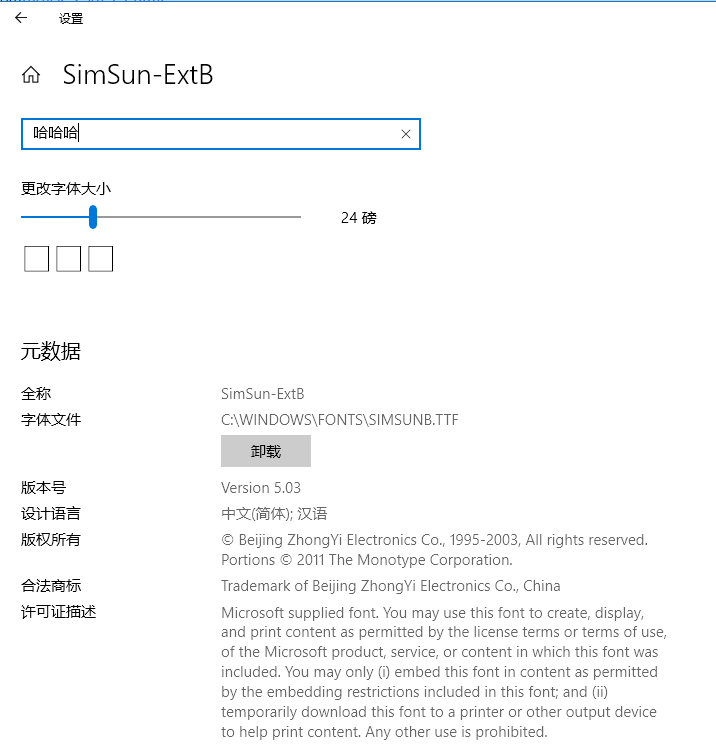 设置
SimSun-ExtB
哈哈哈
更改字体大小
24 磅
元数据
全称 SimSun-ExtB
字体文件 C:\WINDOWS\FONTS\SIMSUNB.TTF
卸载
版本号 Version 5.03
设计语言 中文(简体); 汉语
版权所有 © Beijing ZhongYi Electronics Co., 1995-2003, All rights reserved.
Portions © 2011 The Monotype Corporation.
合法商标 Trademark of Beijing ZhongYi Electronics Co., China
许可证描述 Microsoft supplied font. You may use this font to create, display,
and print content as permitted by the license terms or terms of use,
of the Microsoft product, service, or content in which this font was
included. You may only (i) embed this font in content as permitted
by the embedding restrictions included in this font; and (ii)
temporarily download this font to a printer or other output device
to help print content. Any other use is prohibited.